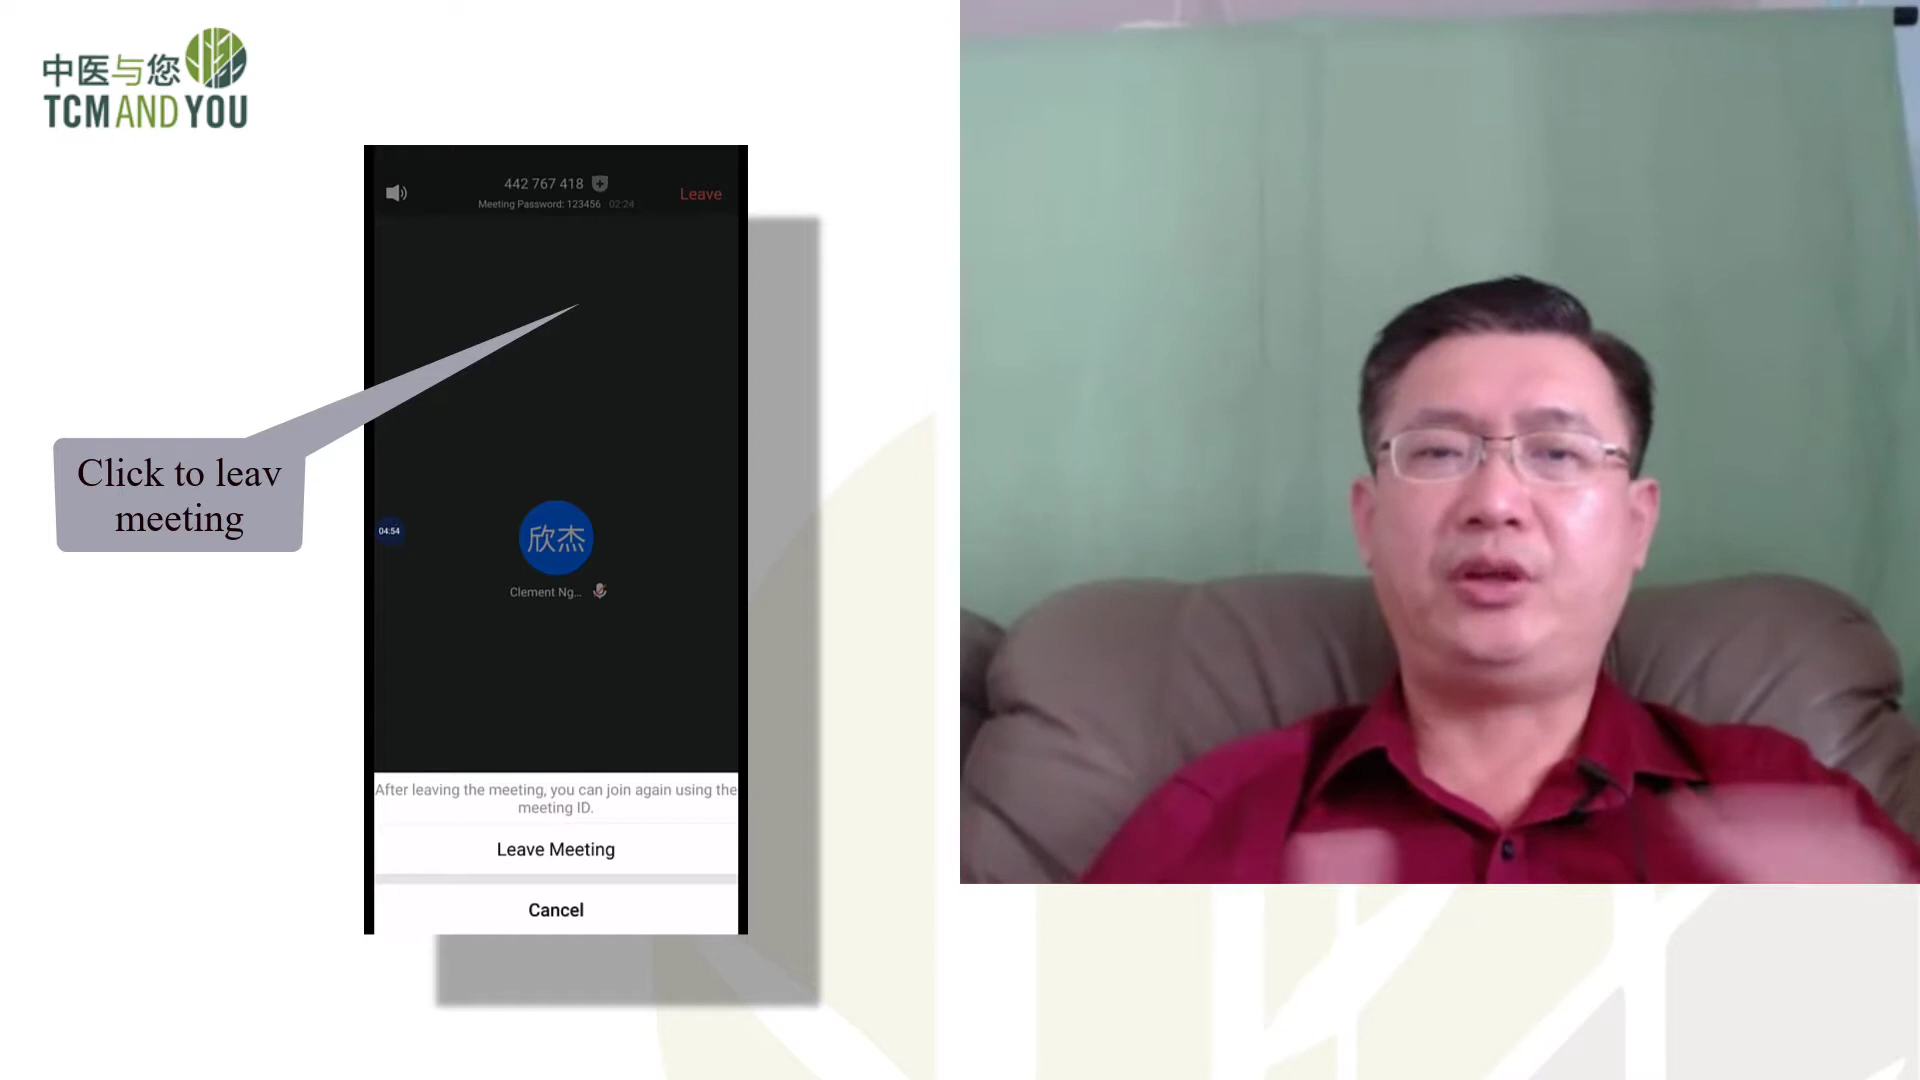 中医与您
TCM AND YOU
442 767 418
Leave
Meeting Password: 123456 02:24
Click to leav
meeting
04:54
欣杰
Clement Ng...
After leaving the meeting, you can join again using the
meeting ID.
Leave Meeting
Cancel